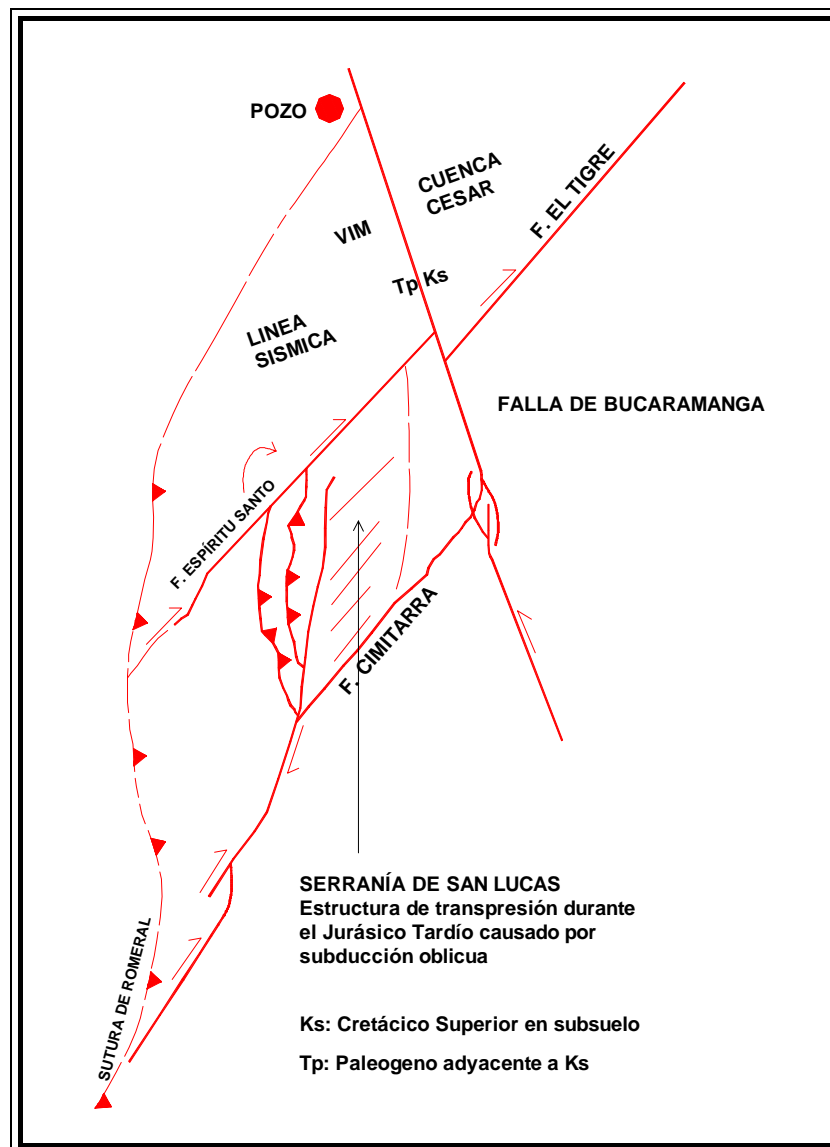 POZO
CUENCA
CESAR
F. EL TIGRE
VIM
Tp Ks
LINEA
SISMICA
FALLA DE BUCARAMANGA
F. ESPÍRITU SANTO
F. CIMITARRA
SERRANÍA DE SAN LUCAS
Estructura de transpresión durante
el Jurásico Tardío causado por
subducción oblicua
SUTURA DE ROMERAL
Ks: Cretácico Superior en subsuelo
Tp: Paleogeno adyacente a Ks